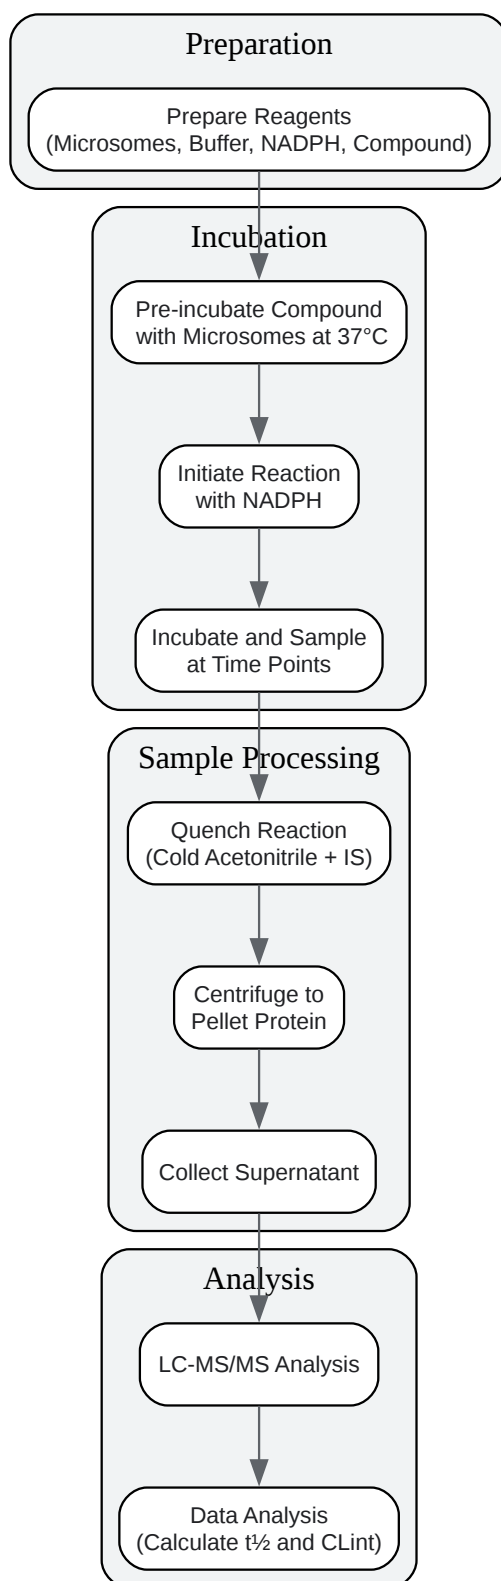 Preparation
Prepare Reagents
(Microsomes, Buffer, NADPH, Compound)
Incubation
Pre-incubate Compound
with Microsomes at 37°C
Initiate Reaction
with NADPH
Incubate and Sample
at Time Points
Sample Processing
Quench Reaction
(Cold Acetonitrile + IS)
Centrifuge to
Pellet Protein
Collect Supernatant
Analysis
LC-MS/MS Analysis
Data Analysis
(Calculate t½ and CLint)